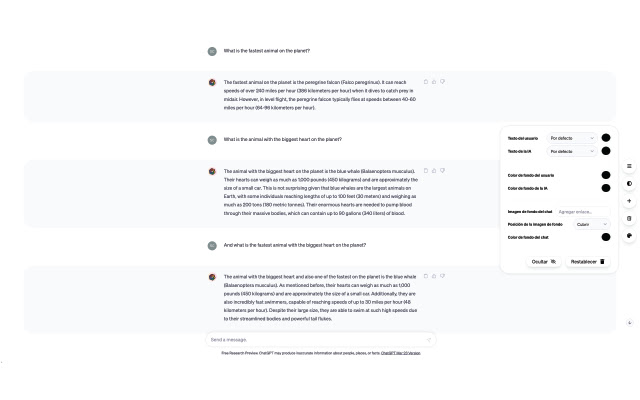 What is the fastest animal on the planet?
The fastest animal on the planet is the peregrine falcon (Falco peregrinus). It can reach
speeds of over 240 miles per hour (386 kilometers per hour) when it dives to catch prey in
midair. However, in level flight, the peregrine falcon typically flies at speeds between 40-60
miles per hour (64-96 kilometers per hour).
What is the animal with the biggest heart on the planet?
The animal with the biggest heart on the planet is the blue whale (Balaenoptera musculus).
Their hearts can weigh as much as 1,000 pounds (450 kilograms) and are approximately the
size of a small car. This is not surprising given that blue whales are the largest animals on
Earth, with some individuals reaching lengths of up to 100 feet (30 meters) and weighing as
much as 200 tons (180 metric tonnes). Their enormous hearts are needed to pump blood
through their massive bodies, which can contain up to 90 gallons (340 liters) of blood.
And what is the fastest animal with the biggest heart on the planet?
The animal with the biggest heart and also one of the fastest on the planet is the blue whale
(Balaenoptera musculus). As mentioned before, their hearts can weigh as much as 1,000
pounds (450 kilograms) and are approximately the size of a small car. Additionally, they are
also incredibly fast swimmers, capable of reaching speeds of up to 30 miles per hour (48
kilometers per hour). Despite their large size, they are able to swim at such high speeds due
to their streamlined bodies and powerful tail flukes.
Send a message.
Free Research Preview. ChatGPT may produce inaccurate information about people, places, or facts. ChatGPT Mar 23 Version.
Texto del usuario Por defecto
Texto de la IA Por defecto
Color de fondo del usuario
Color de fondo de la IA
Imagen de fondo del chat Agregar enlace...
Posición de la imagen de fondo Cubrir
Color de fondo del chat
Ocultar Restablecer